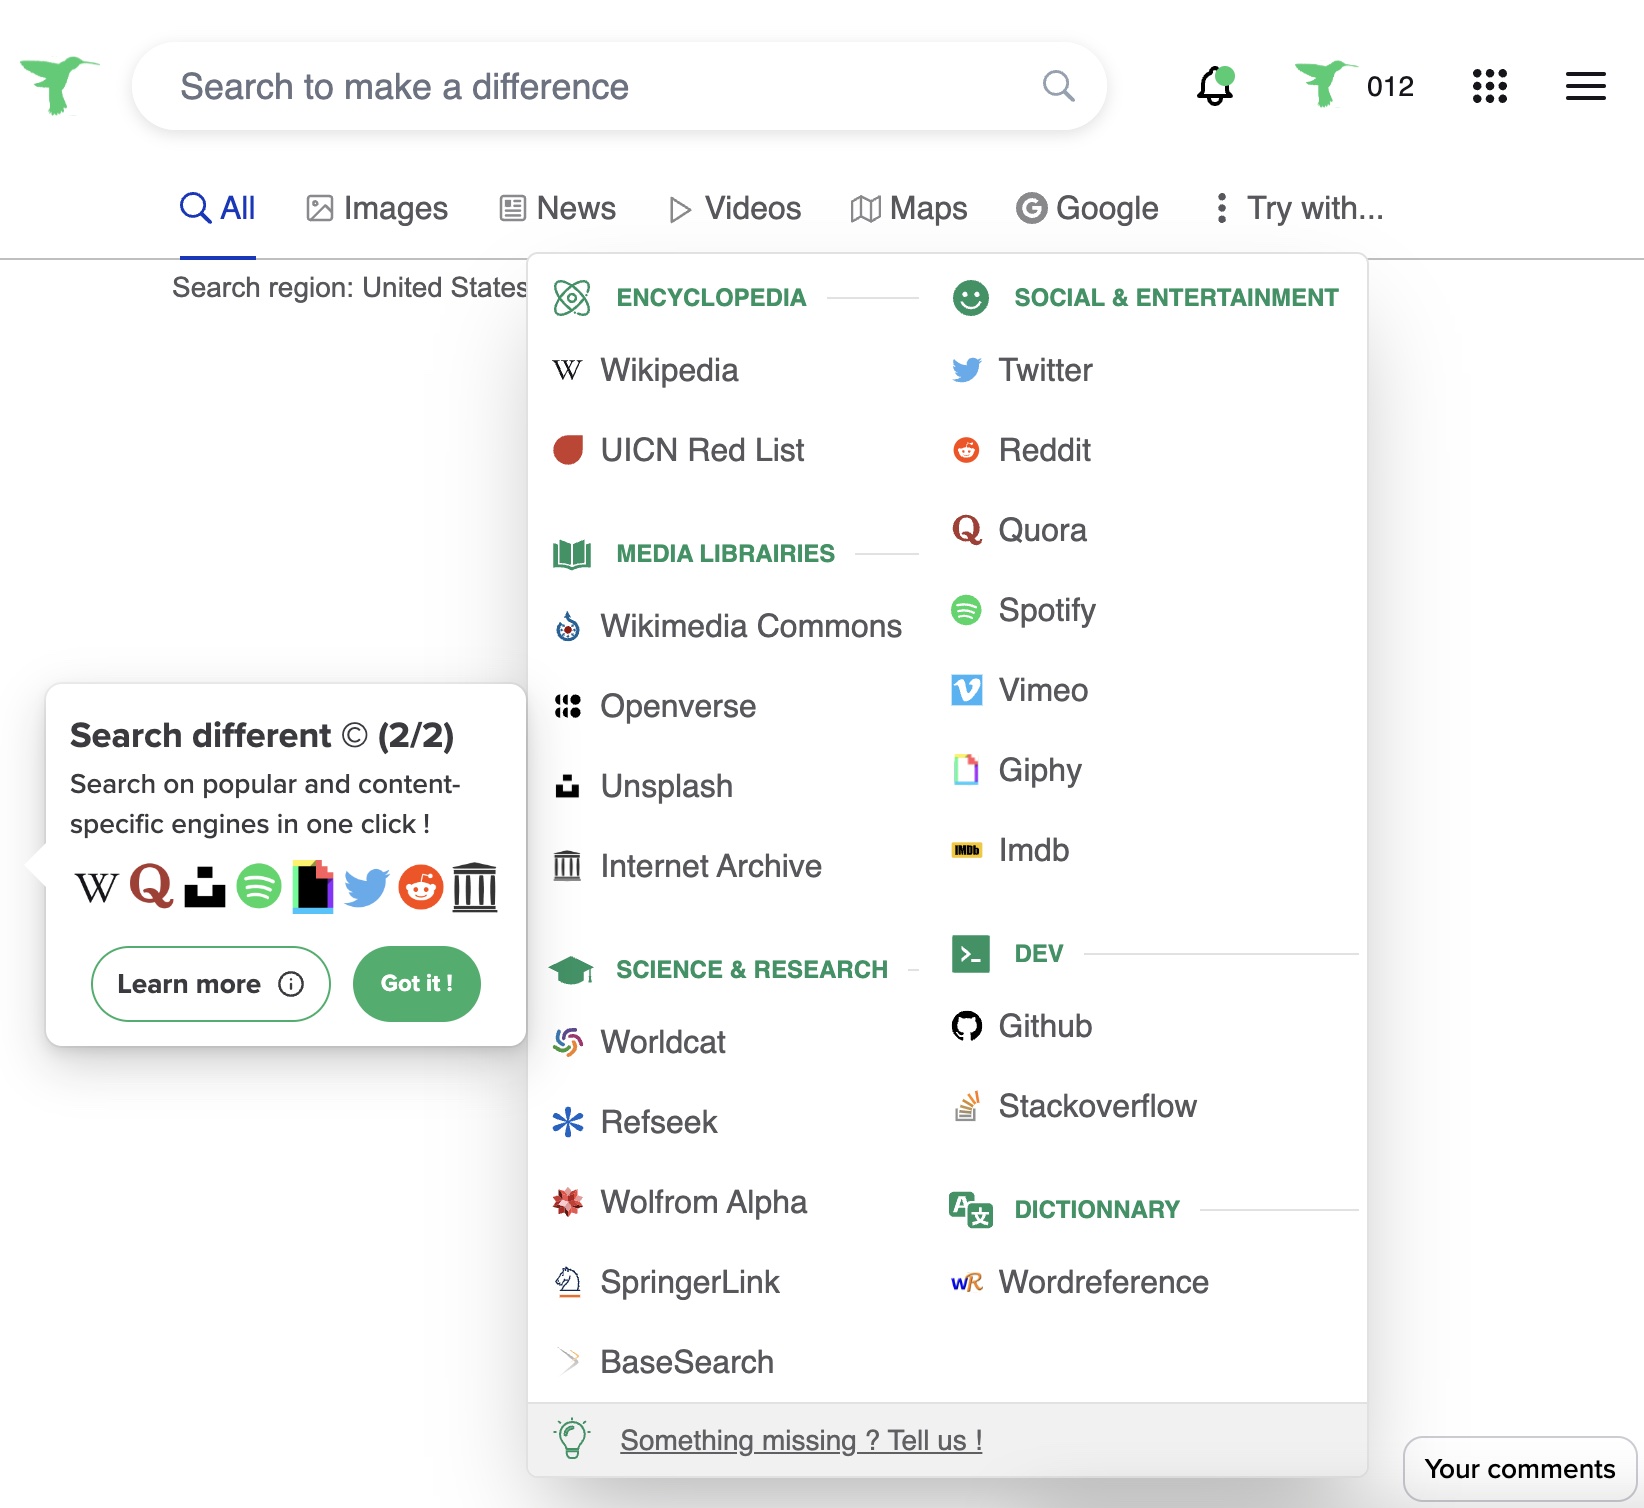 Search to make a difference
012
All
Images
News
Videos
Maps
Google
Try with...
Search region: United States
ENCYCLOPEDIA
Wikipedia
UICN Red List
MEDIA LIBRAIRIES
Wikimedia Commons
Openverse
Unsplash
Internet Archive
SCIENCE & RESEARCH
Worldcat
Refseek
Wolfrom Alpha
SpringerLink
BaseSearch
SOCIAL & ENTERTAINMENT
Twitter
Reddit
Quora
Spotify
Vimeo
Giphy
IMDb
Imdb
DEV
Github
Stackoverflow
DICTIONNARY
Wordreference
Something missing ? Tell us !
Search different © (2/2)
Search on popular and content-
specific engines in one click !
Learn more
Got it !
Your comments